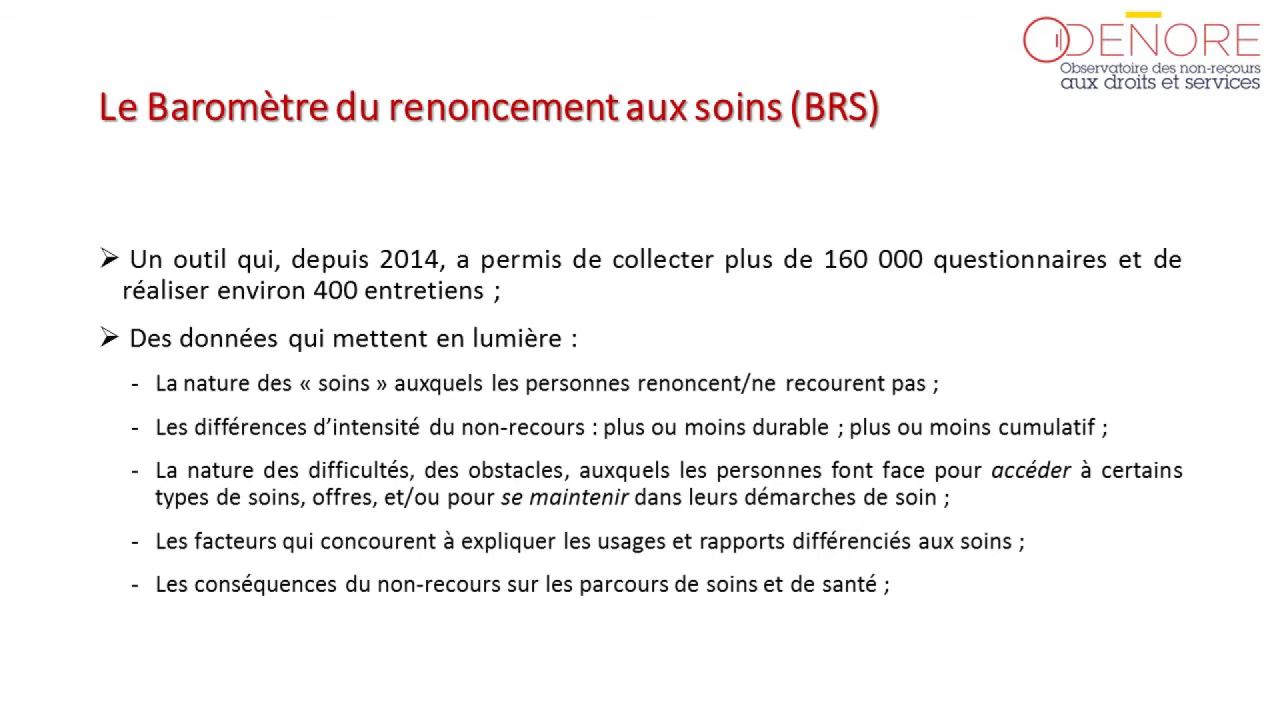 ODENORE
Observatoire des non-recours
aux droits et services
Le Baromètre du renoncement aux soins (BRS)
➢ Un outil qui, depuis 2014, a permis de collecter plus de 160 000 questionnaires et de
réaliser environ 400 entretiens ;
➢ Des données qui mettent en lumière :
- La nature des « soins » auxquels les personnes renoncent/ne recourent pas ;
- Les différences d’intensité du non-recours : plus ou moins durable ; plus ou moins cumulatif ;
- La nature des difficultés, des obstacles, auxquels les personnes font face pour accéder à certains
types de soins, offres, et/ou pour se maintenir dans leurs démarches de soin ;
- Les facteurs qui concourent à expliquer les usages et rapports différenciés aux soins ;
- Les conséquences du non-recours sur les parcours de soins et de santé ;